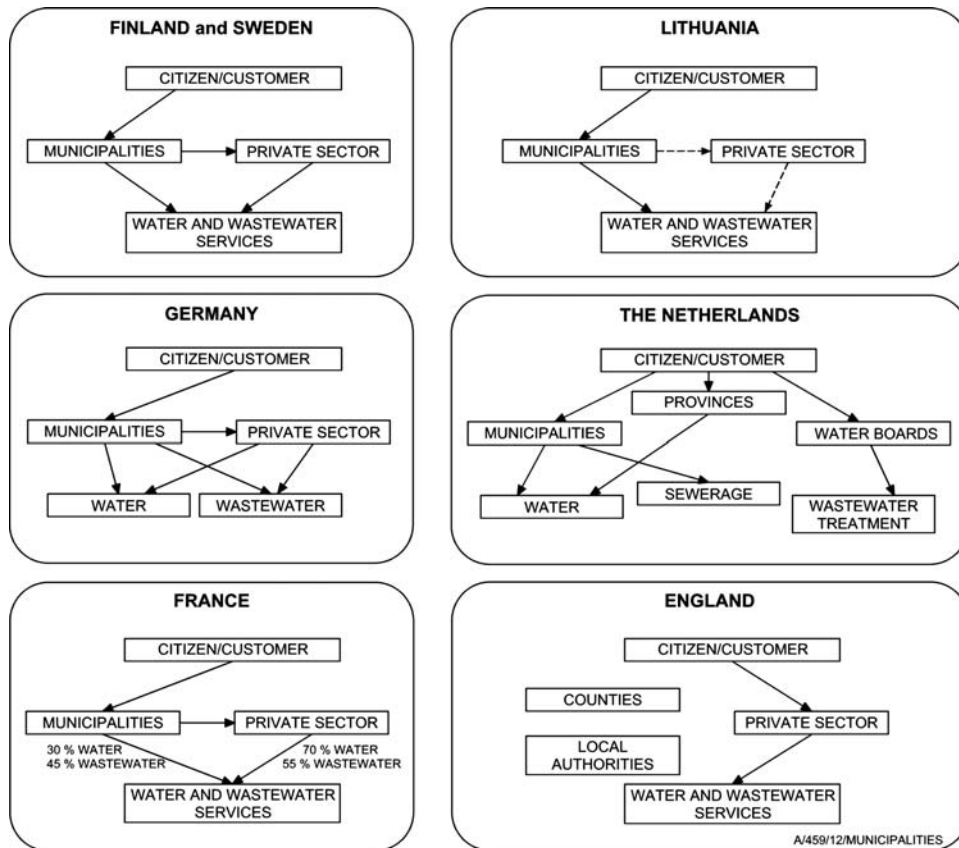 FINLAND and SWEDEN
CITIZEN/CUSTOMER
MUNICIPALITIES
PRIVATE SECTOR
WATER AND WASTEWATER
SERVICES
LITHUANIA
CITIZEN/CUSTOMER
MUNICIPALITIES
PRIVATE SECTOR
WATER AND WASTEWATER
SERVICES
GERMANY
CITIZEN/CUSTOMER
MUNICIPALITIES
PRIVATE SECTOR
WATER
WASTEWATER
THE NETHERLANDS
CITIZEN/CUSTOMER
PROVINCES
MUNICIPALITIES
WATER BOARDS
WATER
SEWERAGE
WASTEWATER
TREATMENT
FRANCE
CITIZEN/CUSTOMER
MUNICIPALITIES
PRIVATE SECTOR
30 % WATER
45 % WASTEWATER
70 % WATER
55 % WASTEWATER
WATER AND WASTEWATER
SERVICES
ENGLAND
CITIZEN/CUSTOMER
COUNTIES
PRIVATE SECTOR
LOCAL
AUTHORITIES
WATER AND WASTEWATER
SERVICES
A/459/12/MUNICIPALITIES